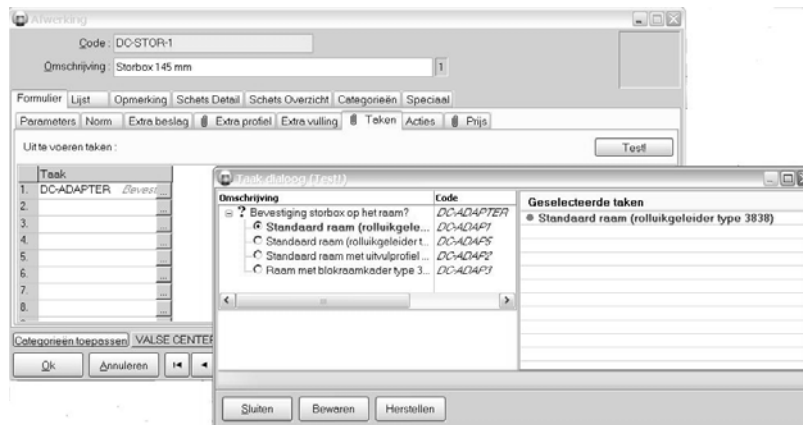 Afwerking
Code : DC-STOR-1
Omschrijving : Storbox 145 mm 1
Formulier Lijst Opmerking Schets Detail Schets Overzicht Categorieën Speciaal
Parameters Norm Extra beslag Extra profiel Extra vulling Taken Acties Prijs
Uit te voeren taken : Test!
Taak
1. DC-ADAPTER Bevest ...
2. ...
3. ...
4. ...
5. ...
6. ...
7. ...
8. ...
Categorieën toepassen VALSE CENTER
Ok Annuleren
Taak dialoog (Test!)
Omschrijving Code Geselecteerde taken
? Bevestiging storbox op het raam? DC-ADAPTER
Standaard raam (rolluikgele... DC-ADAP1
Standaard raam (rolluikgeleider t... DC-ADAP5
Standaard raam met uitvulprofiel ... DC-ADAP2
Raam met blokraamkader type 3... DC-ADAP3
Standaard raam (rolluikgeleider type 3838)
Sluiten Bewaren Herstellen